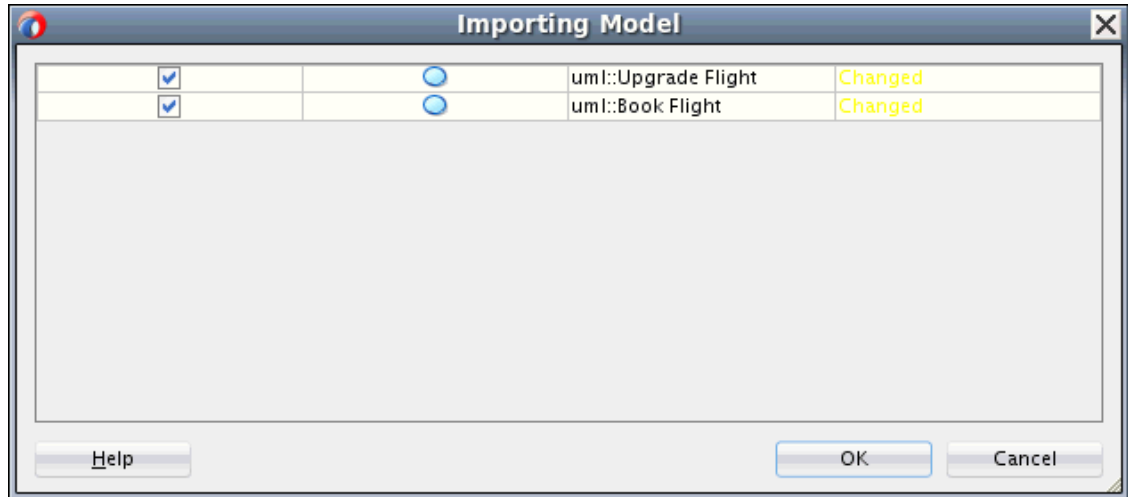 Importing Model
uml::Upgrade Flight Changed
uml::Book Flight Changed
Help OK Cancel